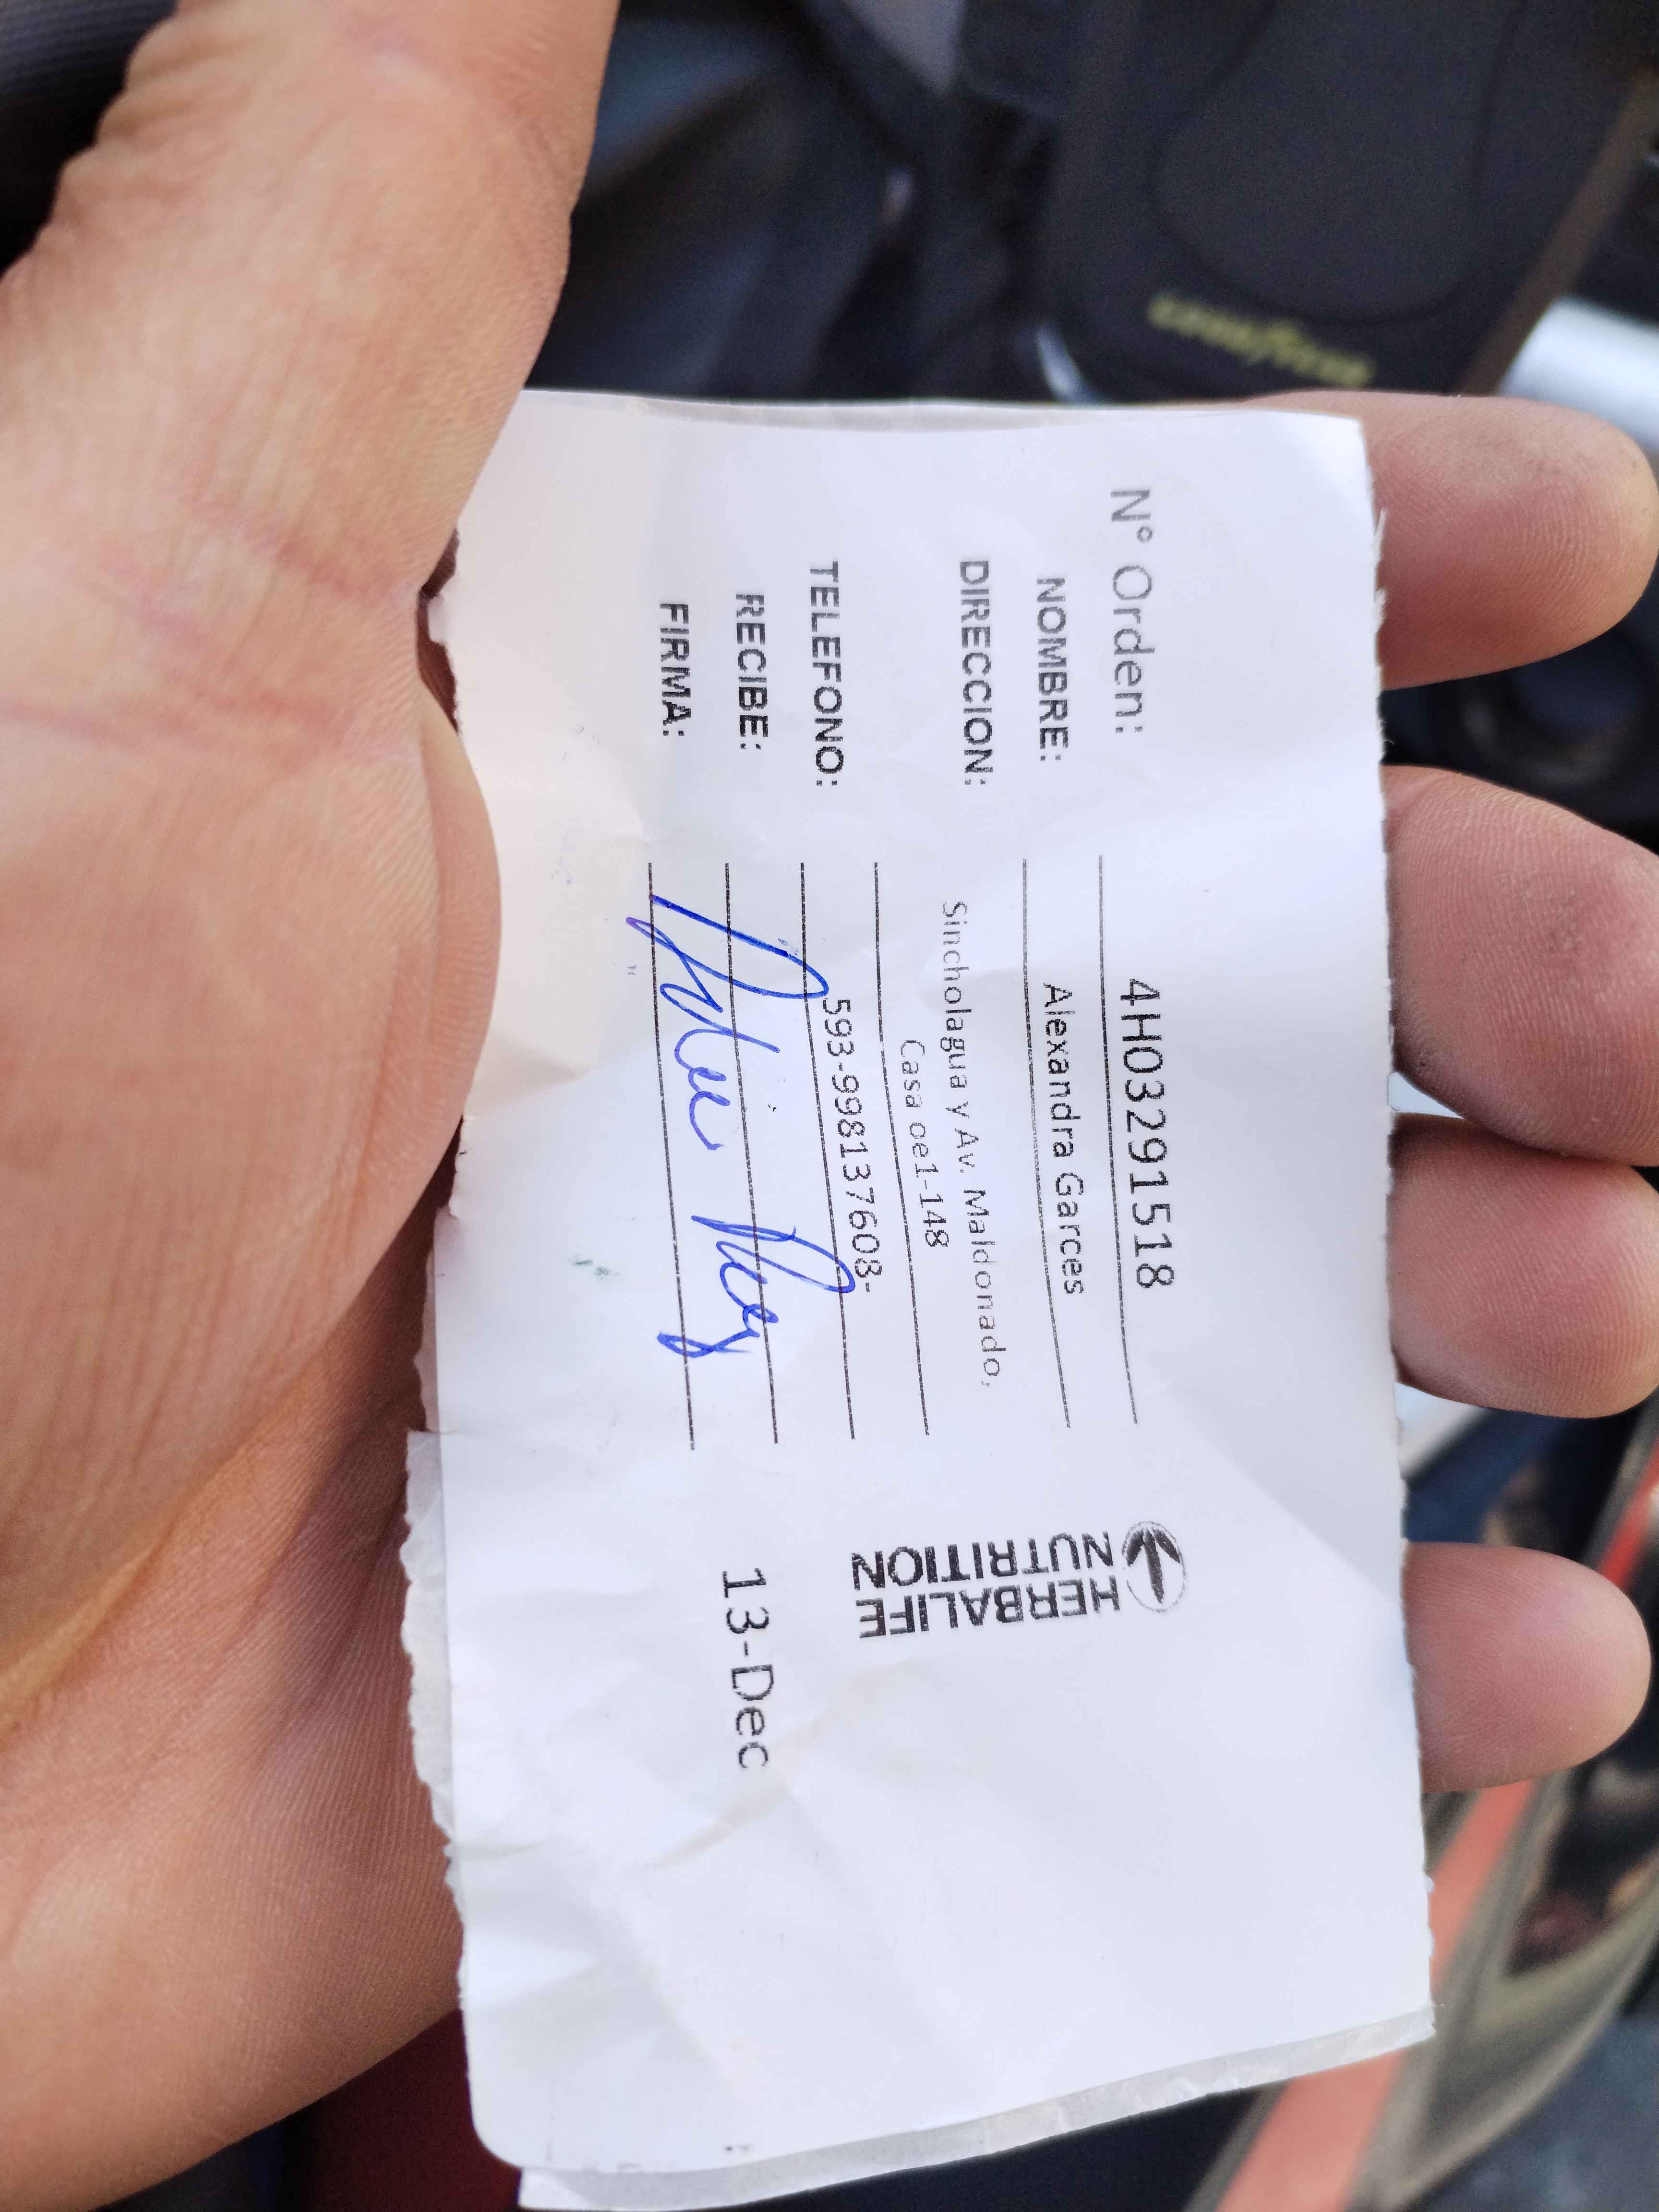 N° Orden: 4H03291518
NOMBRE: Alexandra Garces
DIRECCION: Sincholagua y Av. Maldonado,
Casa oe1-148
TELEFONO: 593-998137608-
RECIBE:
FIRMA:
HERBALIFE
NUTRITION
13-Dec
GOODYEAR